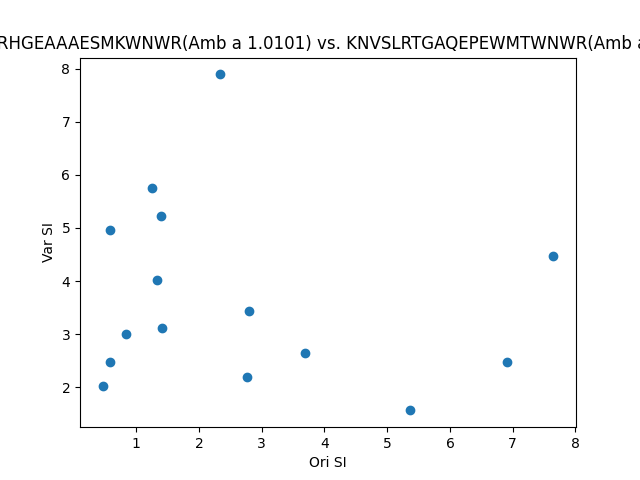 RHGEAAAESMKWNWR(Amb a 1.0101) vs. KNVSLRTGAQEPEWMTWNWR(Amb a
8
7
6
5
4
3
2
Var SI
1 2 3 4 5 6 7 8
Ori SI